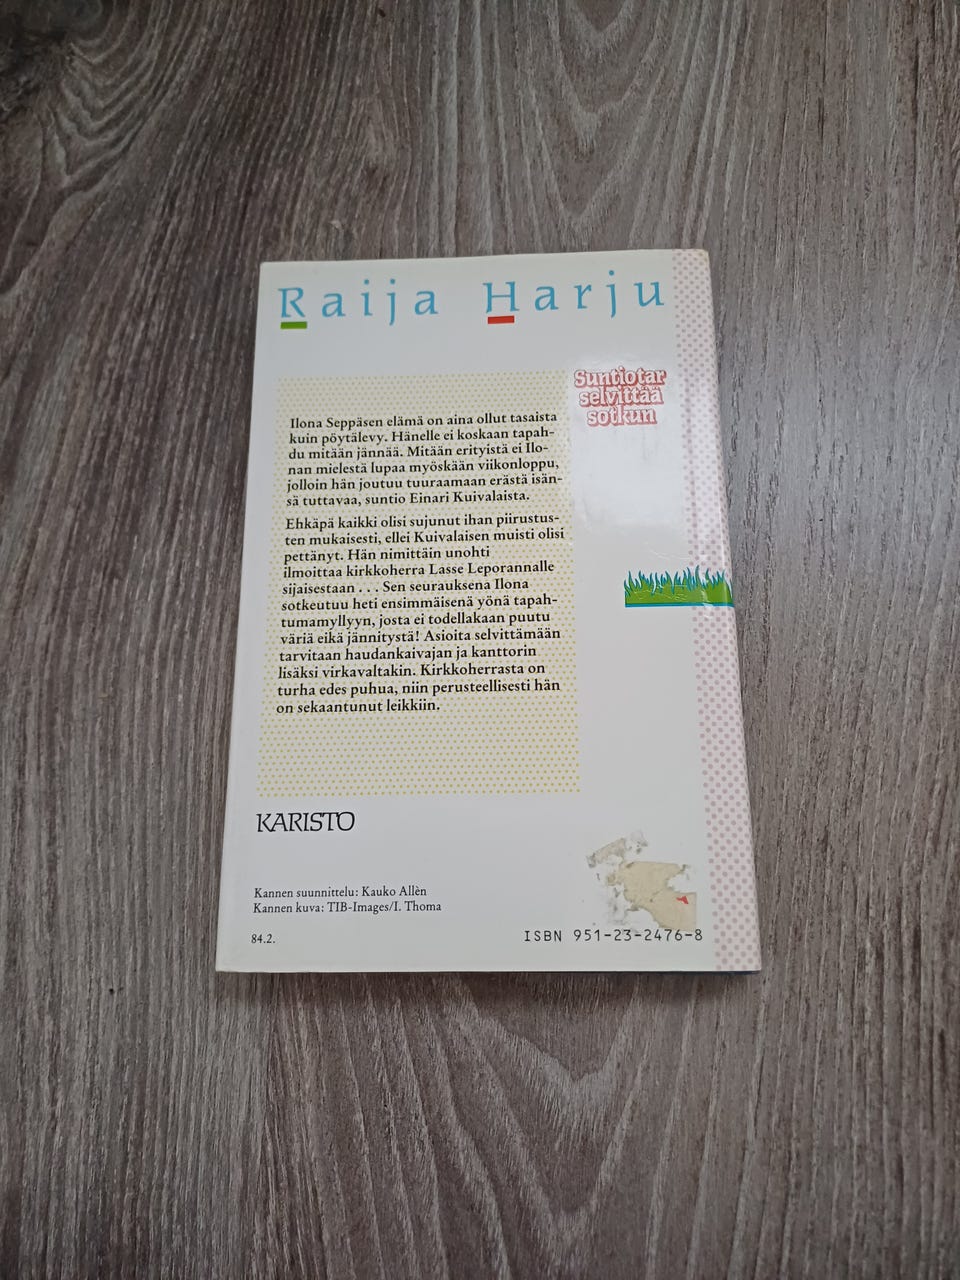 Raija Harju
Suntiotar
selvittää
sotkun
Ilona Seppäsen elämä on aina ollut tasaista
kuin pöytälevy. Hänelle ei koskaan tapah-
du mitään jännää. Mitään erityistä ei Ilo-
nan mielestä lupaa myöskään viikonloppu,
jolloin hän joutuu tuuraamaan erästä isän-
sä tuttavaa, suntio Einari Kuivalaista.
Ehkäpä kaikki olisi sujunut ihan piirustus-
ten mukaisesti, ellei Kuivalaisen muisti olisi
pettänyt. Hän nimittäin unohti
ilmoittaa kirkkoherra Lasse Leporannalle
sijaisestaan . . . Sen seurauksena Ilona
sotkeutuu heti ensimmäisenä yönä tapah-
tumamyllyyn, josta ei todellakaan puutu
väriä eikä jännitystä! Asioita selvittämään
tarvitaan haudankaivajan ja kanttorin
lisäksi virkavaltakin. Kirkkoherrasta on
turha edes puhua, niin perusteellisesti hän
on sekaantunut leikkiin.
KARISTO
Kannen suunnittelu: Kauko Allèn
Kannen kuva: TIB-Images/I. Thoma
84.2.
ISBN 951-23-2476-8